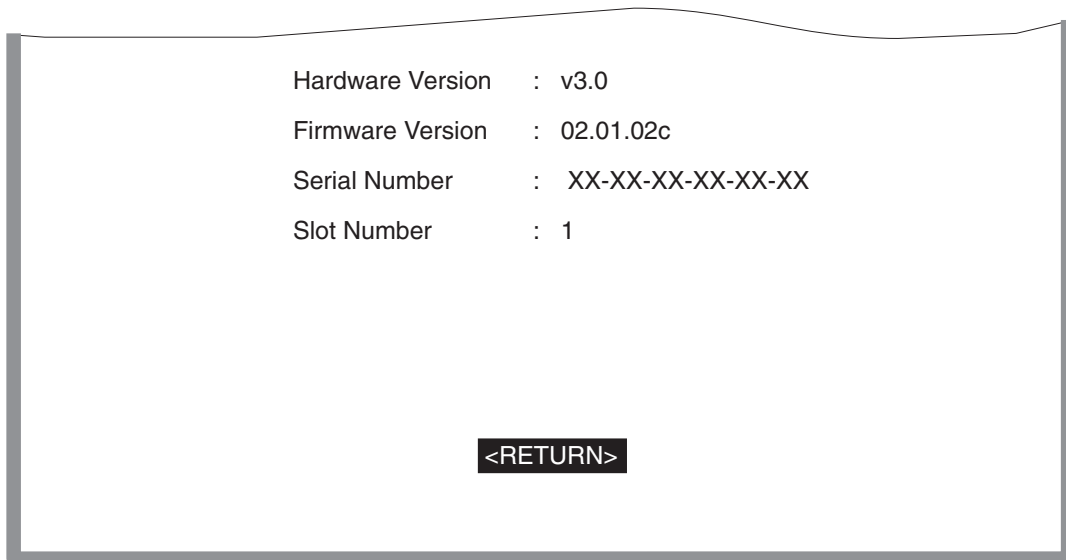 Hardware Version : v3.0
Firmware Version : 02.01.02c
Serial Number : XX-XX-XX-XX-XX-XX
Slot Number : 1
<RETURN>